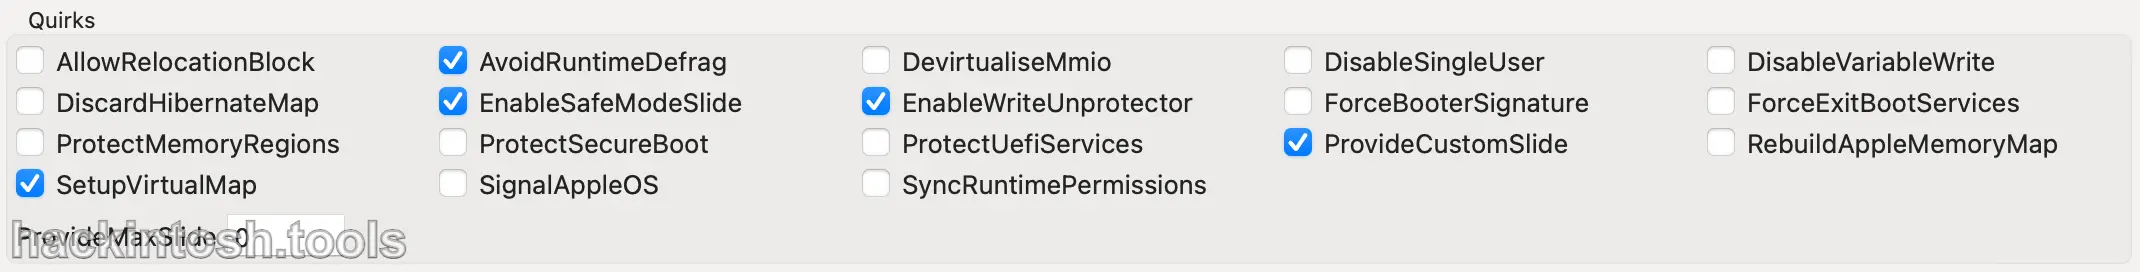 Quirks
AllowRelocationBlock AvoidRuntimeDefrag DevirtualiseMmio DisableSingleUser DisableVariableWrite
DiscardHibernateMap EnableSafeModeSlide EnableWriteUnprotector ForceBooterSignature ForceExitBootServices
ProtectMemoryRegions ProtectSecureBoot ProtectUefiServices ProvideCustomSlide RebuildAppleMemoryMap
SetupVirtualMap SignalAppleOS SyncRuntimePermissions
ProvideMaxSlide 0
hackintosh.tools